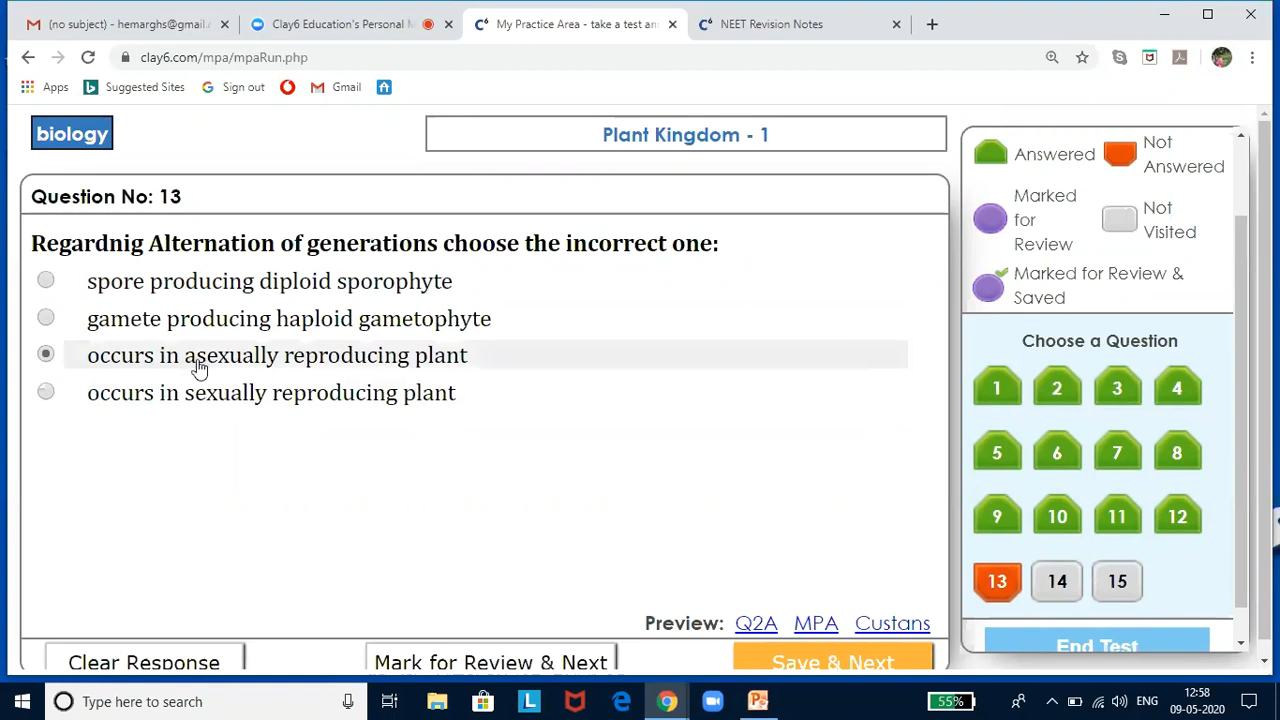 (no subject) - hemarghs@gmail.
Clay6 Education's Personal M
My Practice Area - take a test an
NEET Revision Notes
clay6.com/mpa/mpaRun.php
Apps
Suggested Sites
Sign out
Gmail
biology
Plant Kingdom - 1
Question No: 13
Regardnig Alternation of generations choose the incorrect one:
spore producing diploid sporophyte
gamete producing haploid gametophyte
occurs in asexually reproducing plant
occurs in sexually reproducing plant
Preview: Q2A MPA Custans
Clear Response
Mark for Review & Next
Save & Next
Answered
Not
Answered
Marked
for
Review
Not
Visited
Marked for Review &
Saved
Choose a Question
1 2 3 4
5 6 7 8
9 10 11 12
13 14 15
End Test
Type here to search
55%
ENG
12:58
09-05-2020